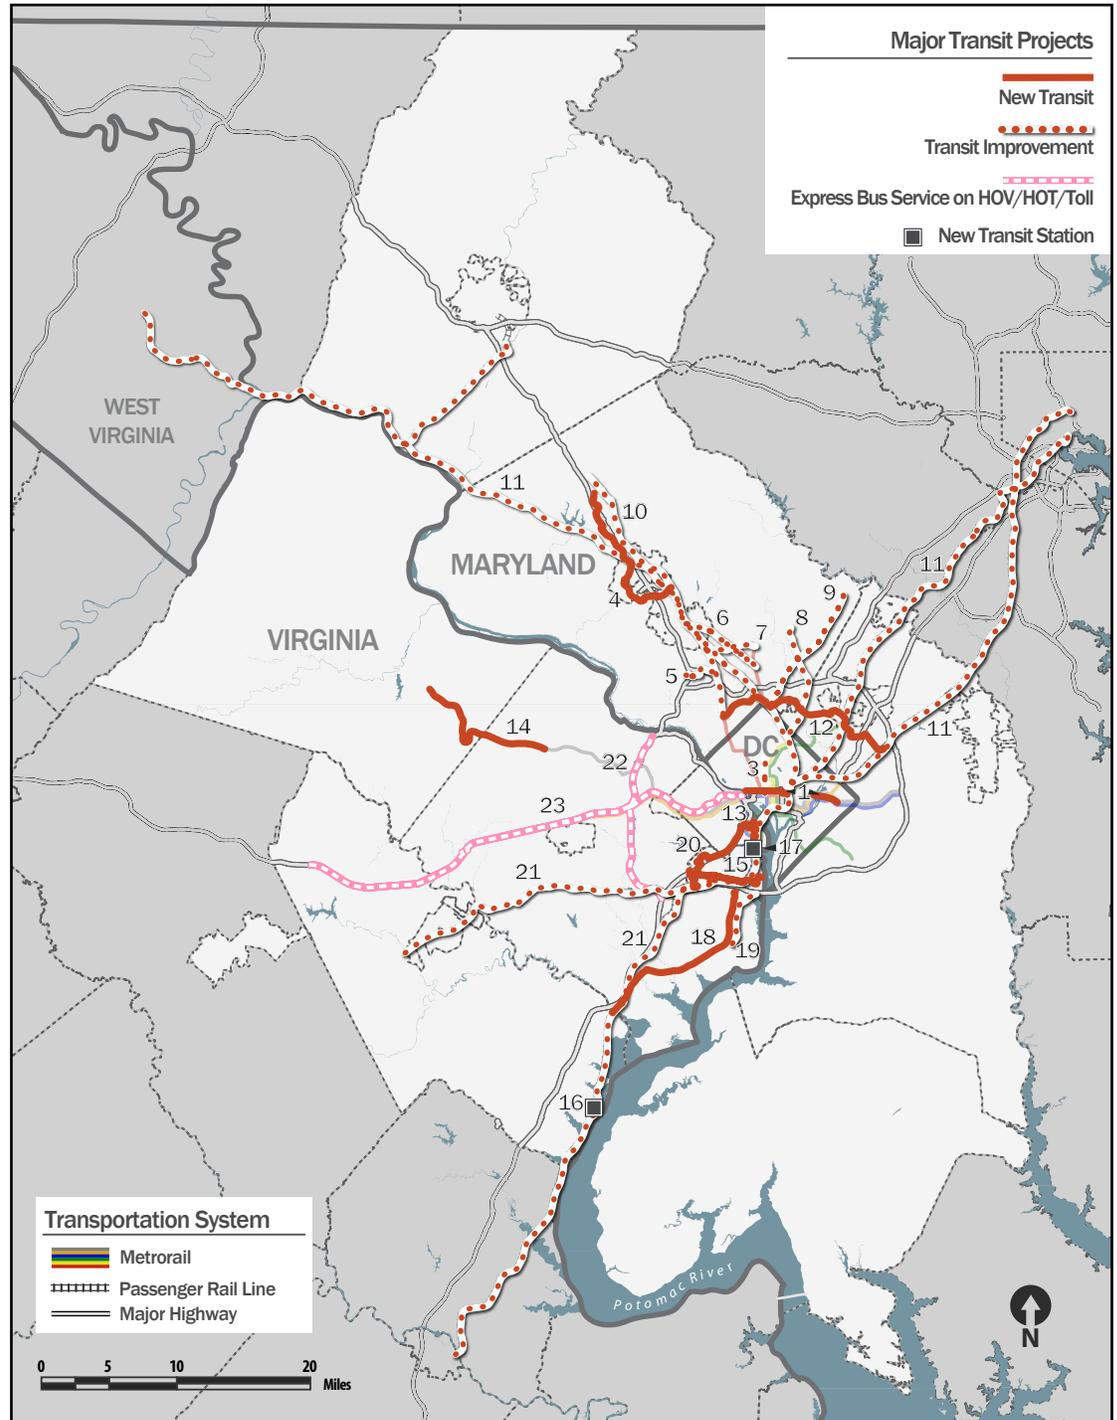 Major Transit Projects
New Transit
Transit Improvement
Express Bus Service on HOV/HOT/Toll
New Transit Station
WEST
VIRGINIA
11
10
MARYLAND
11
9
4
8
6
7
VIRGINIA
5
14
12
11
DC
22
3
1
23
13
20
17
15
21
21
18
19
16
Transportation System
Metrorail
Passenger Rail Line
Major Highway
Potomac River
N
0 5 10 20
Miles